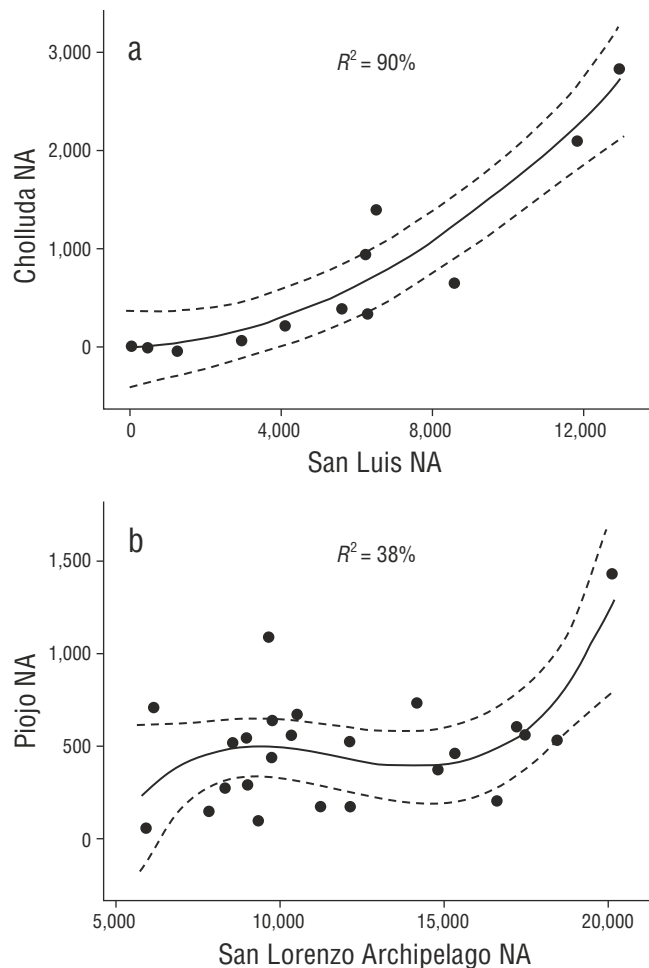 a
R² = 90%
3,000
2,000
1,000
0
Cholluda NA
0 4,000 8,000 12,000
San Luis NA
b
R² = 38%
1,500
1,000
500
0
Piojo NA
5,000 10,000 15,000 20,000
San Lorenzo Archipelago NA